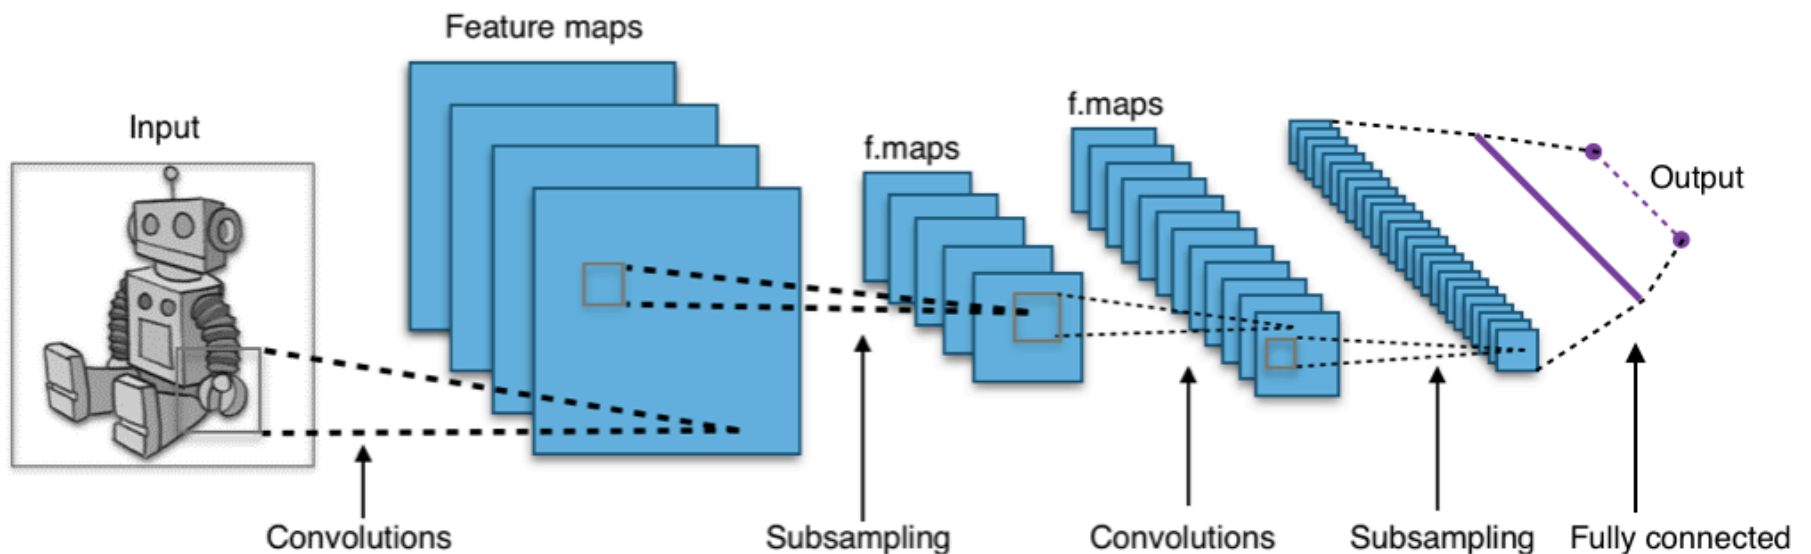 Feature maps
Input
f.maps
f.maps
Output
Convolutions
Subsampling
Convolutions
Subsampling
Fully connected